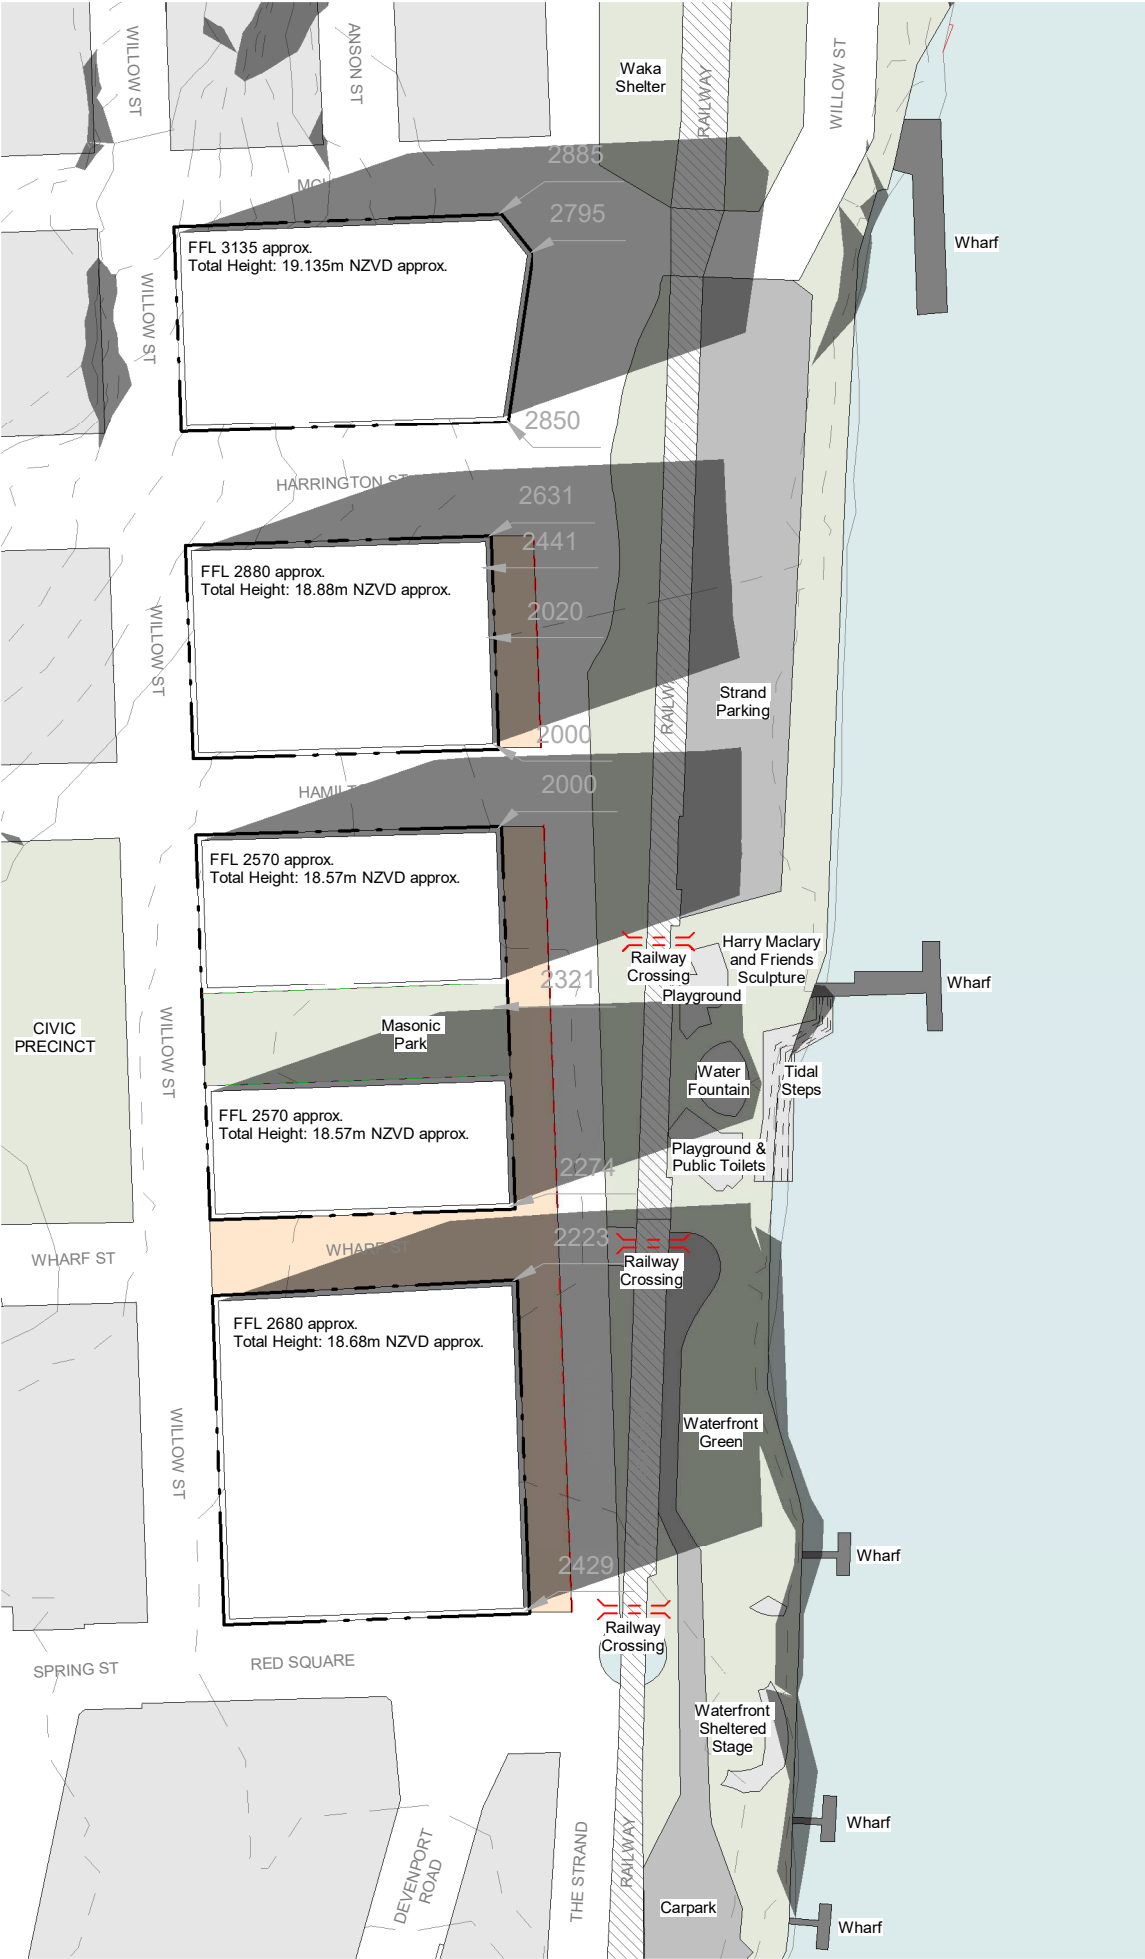 WILLOW ST
ANSON ST
Waka
Shelter
RAILWAY
WILLOW ST
2885
2795
Wharf
FFL 3135 approx.
Total Height: 19.135m NZVD approx.
WILLOW ST
2850
HARRINGTON ST
2631
2441
FFL 2880 approx.
Total Height: 18.88m NZVD approx.
2020
WILLOW ST
Strand
Parking
2000
2000
FFL 2570 approx.
Total Height: 18.57m NZVD approx.
Harry Maclary
and Friends
Sculpture
Railway
Crossing
Playground
Wharf
2321
CIVIC
PRECINCT
WILLOW ST
Masonic
Park
Water
Fountain
Tidal
Steps
FFL 2570 approx.
Total Height: 18.57m NZVD approx.
Playground &
Public Toilets
2274
WHARF ST
WHARF ST
2223
Railway
Crossing
FFL 2680 approx.
Total Height: 18.68m NZVD approx.
WILLOW ST
Waterfront
Green
2429
Wharf
Railway
Crossing
SPRING ST
RED SQUARE
Waterfront
Sheltered
Stage
DEVENPORT
ROAD
THE STRAND
RAILWAY
Wharf
Carpark
Wharf